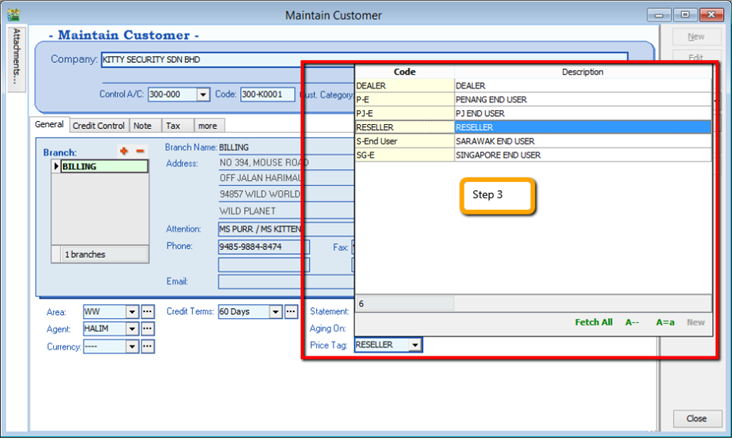 Maintain Customer
Attachments...
- Maintain Customer -
New
Edit
Company: KITTY SECURITY SDN BHD
Control A/C: 300-000 Code: 300-K0001 Cust. Category
Code Description
DEALER DEALER
P-E PENANG END USER
PJ-E PJ END USER
RESELLER RESELLER
S-End User SARAWAK END USER
SG-E SINGAPORE END USER
Step 3
6
Fetch All A-- A=a New
General Credit Control Note Tax more
Branch:
BILLING
1 branches
Branch Name: BILLING
Address: NO 394, MOUSE ROAD
OFF JALAN HARIMAU
94857 WILD WORLD
WILD PLANET
Attention: MS PURR / MS KITTEN
Phone: 9485-9884-8474 Fax:
Email:
Area: WW Credit Terms: 60 Days Statement:
Agent: HALIM Aging On:
Currency: ---- Price Tag: RESELLER
Close